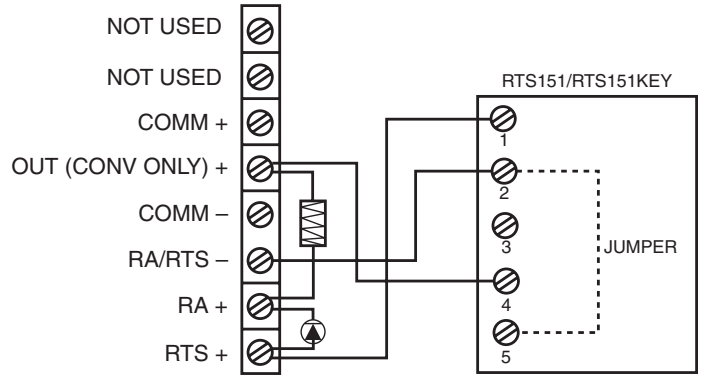 NOT USED
NOT USED
COMM +
OUT (CONV ONLY) +
COMM –
RA/RTS –
RA +
RTS +
RTS151/RTS151KEY
1
2
3
4
5
JUMPER